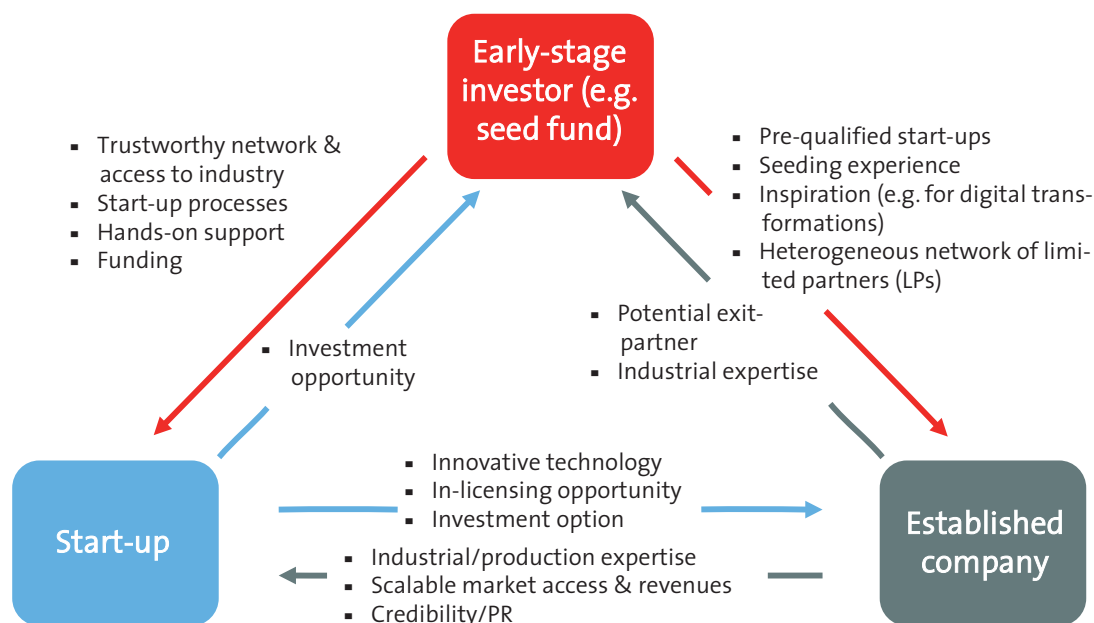 Early-stage
investor (e.g.
seed fund)
▪ Trustworthy network &
access to industry
▪ Start-up processes
▪ Hands-on support
▪ Funding
▪ Pre-qualified start-ups
▪ Seeding experience
▪ Inspiration (e.g. for digital trans-
formations)
▪ Heterogeneous network of limi-
ted partners (LPs)
▪ Investment
opportunity
▪ Potential exit-
partner
▪ Industrial expertise
Start-up
▪ Innovative technology
▪ In-licensing opportunity
▪ Investment option
▪ Industrial/production expertise
▪ Scalable market access & revenues
▪ Credibility/PR
Established
company